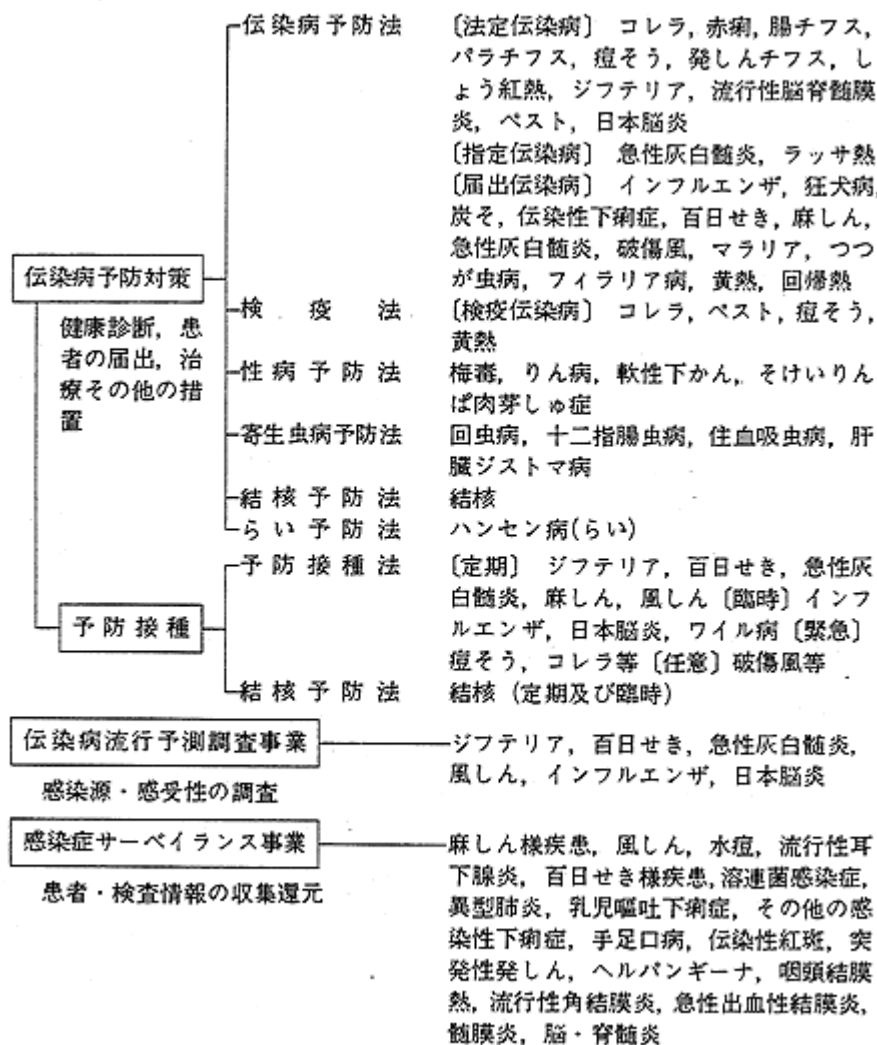 伝染病予防法 〔法定伝染病〕 コレラ, 赤痢, 腸チフス,
パラチフス, 痘そう, 発しんチフス, し
ょう紅熱, ジフテリア, 流行性脳脊髄膜
炎, ペスト, 日本脳炎
〔指定伝染病〕 急性灰白髄炎, ラッサ熱
〔届出伝染病〕 インフルエンザ, 狂犬病,
炭そ, 伝染性下痢症, 百日せき, 麻しん,
急性灰白髄炎, 破傷風, マラリア, つつ
が虫病, フィラリア病, 黄熱, 回帰熱
伝染病予防対策
健康診断, 患
者の届出, 治
療その他の措
置
検疫法 〔検疫伝染病〕 コレラ, ペスト, 痘そう,
黄熱
性病予防法 梅毒, りん病, 軟性下かん, そけいりん
ぱ肉芽しゅ症
寄生虫病予防法 回虫病, 十二指腸虫病, 住血吸虫病, 肝
臓ジストマ病
結核予防法 結核
らい予防法 ハンセン病(らい)
予防接種
予防接種法 〔定期〕 ジフテリア, 百日せき, 急性灰
白髄炎, 麻しん, 風しん 〔臨時〕 インフ
ルエンザ, 日本脳炎, ワイル病 〔緊急〕
痘そう, コレラ等 〔任意〕 破傷風等
結核予防法 結核 (定期及び臨時)
伝染病流行予測調査事業 ジフテリア, 百日せき, 急性灰白髄炎,
風しん, インフルエンザ, 日本脳炎
感染源・感受性の調査
感染症サーベイランス事業 麻しん様疾患, 風しん, 水痘, 流行性耳
下腺炎, 百日せき様疾患, 溶連菌感染症,
異型肺炎, 乳児嘔吐下痢症, その他の感
染性下痢症, 手足口病, 伝染性紅斑, 突
発性発しん, ヘルパンギーナ, 咽頭結膜
熱, 流行性角結膜炎, 急性出血性結膜炎,
髄膜炎, 脳・脊髄炎
患者・検査情報の収集還元